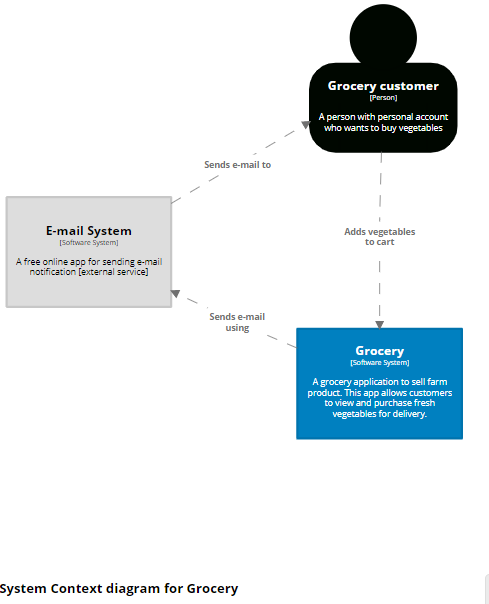 Grocery customer
[Person]
A person with personal account
who wants to buy vegetables
Sends e-mail to
E-mail System
[Software System]
A free online app for sending e-mail
notification [external service]
Adds vegetables
to cart
Sends e-mail
using
Grocery
[Software System]
A grocery application to sell farm
product. This app allows customers
to view and purchase fresh
vegetables for delivery.
System Context diagram for Grocery